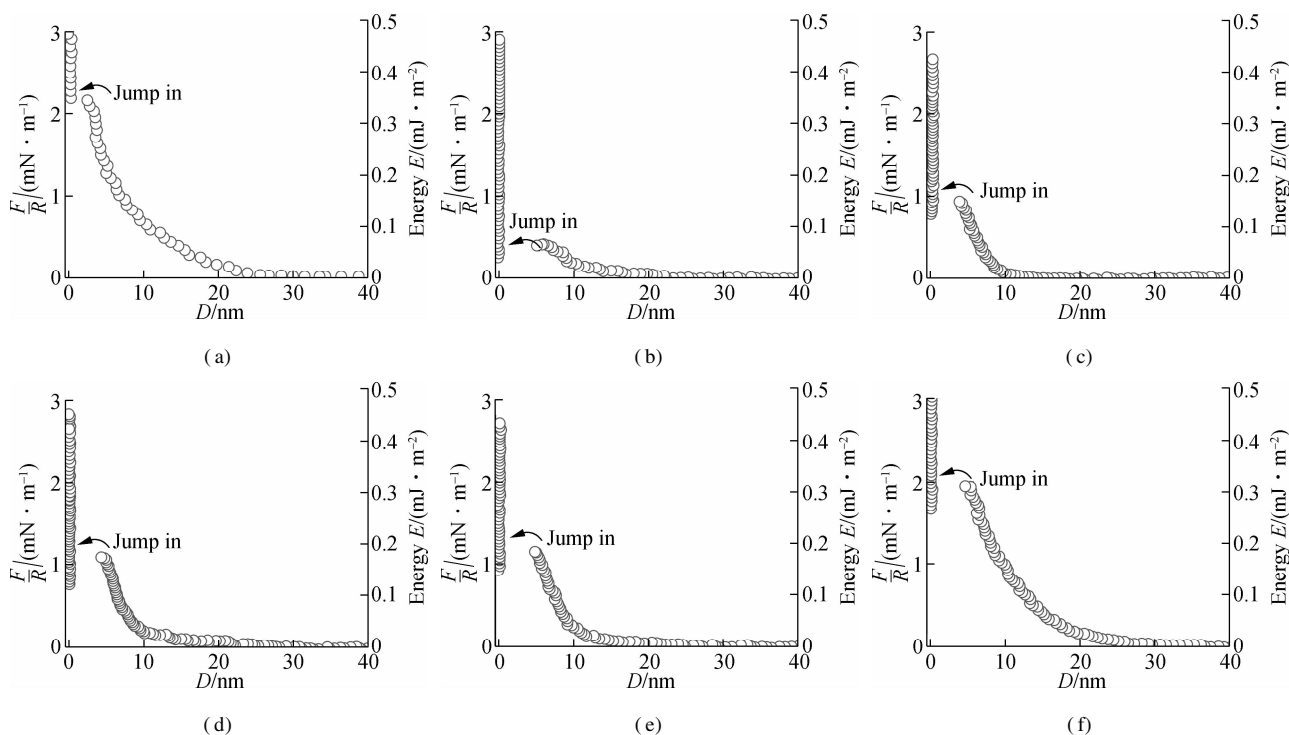 3
2
1
0
F/R/(mN · m⁻¹)
Jump in
0.5
0.4
0.3
0.2
0.1
0
Energy E/(mJ · m⁻²)
0 10 20 30 40
D/nm
(a)
3
2
1
0
F/R/(mN · m⁻¹)
Jump in
0.5
0.4
0.3
0.2
0.1
0
Energy E/(mJ · m⁻²)
0 10 20 30 40
D/nm
(b)
3
2
1
0
F/R/(mN · m⁻¹)
Jump in
0.5
0.4
0.3
0.2
0.1
0
Energy E/(mJ · m⁻²)
0 10 20 30 40
D/nm
(c)
3
2
1
0
F/R/(mN · m⁻¹)
Jump in
0.5
0.4
0.3
0.2
0.1
0
Energy E/(mJ · m⁻²)
0 10 20 30 40
D/nm
(d)
3
2
1
0
F/R/(mN · m⁻¹)
Jump in
0.5
0.4
0.3
0.2
0.1
0
Energy E/(mJ · m⁻²)
0 10 20 30 40
D/nm
(e)
3
2
1
0
F/R/(mN · m⁻¹)
Jump in
0.5
0.4
0.3
0.2
0.1
0
Energy E/(mJ · m⁻²)
0 10 20 30 40
D/nm
(f)